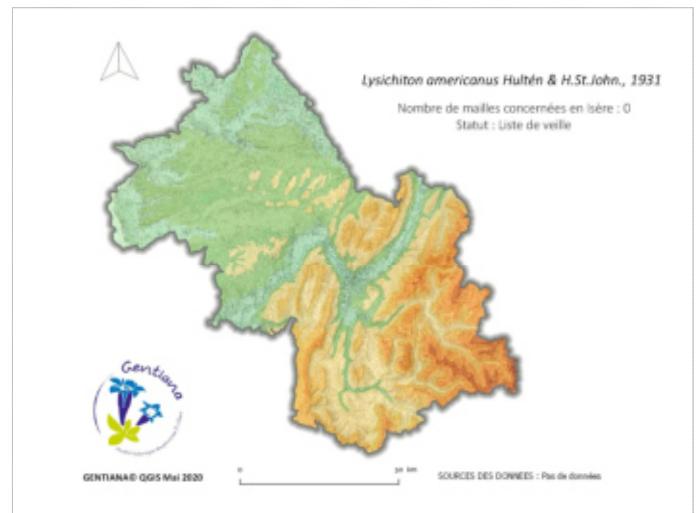 Lysichiton americanus Hultén & H.St.John., 1931
Nombre de mailles concernées en Isère : 0
Statut : Liste de veille
Gentiana
GENTIANA© QGIS Mai 2020
0
30 km
SOURCES DES DONNEES : Pas de données